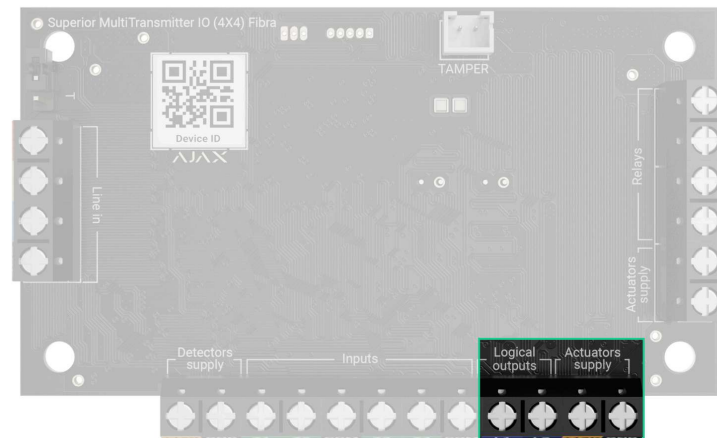 Superior MultiTransmitter IO (4X4) Fibra
TAMPER
T
Device ID
AJAX
Line in
Relays
Actuators
supply
Detectors
supply
Inputs
Logical
outputs
Actuators
supply